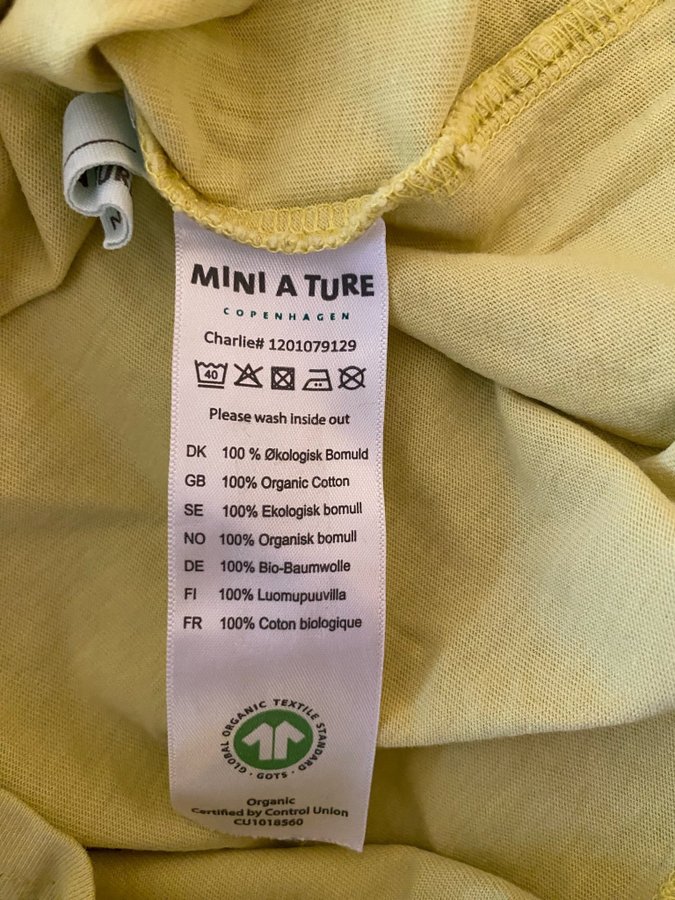 MINI A TURE
COPENHAGEN
Charlie# 1201079129
40
Please wash inside out
DK 100 % Økologisk Bomuld
GB 100% Organic Cotton
SE 100% Ekologisk bomull
NO 100% Organisk bomull
DE 100% Bio-Baumwolle
FI 100% Luomupuuvilla
FR 100% Coton biologique
GLOBAL ORGANIC TEXTILE STANDARD
· GOTS ·
Organic
Certified by Control Union
CU1018560